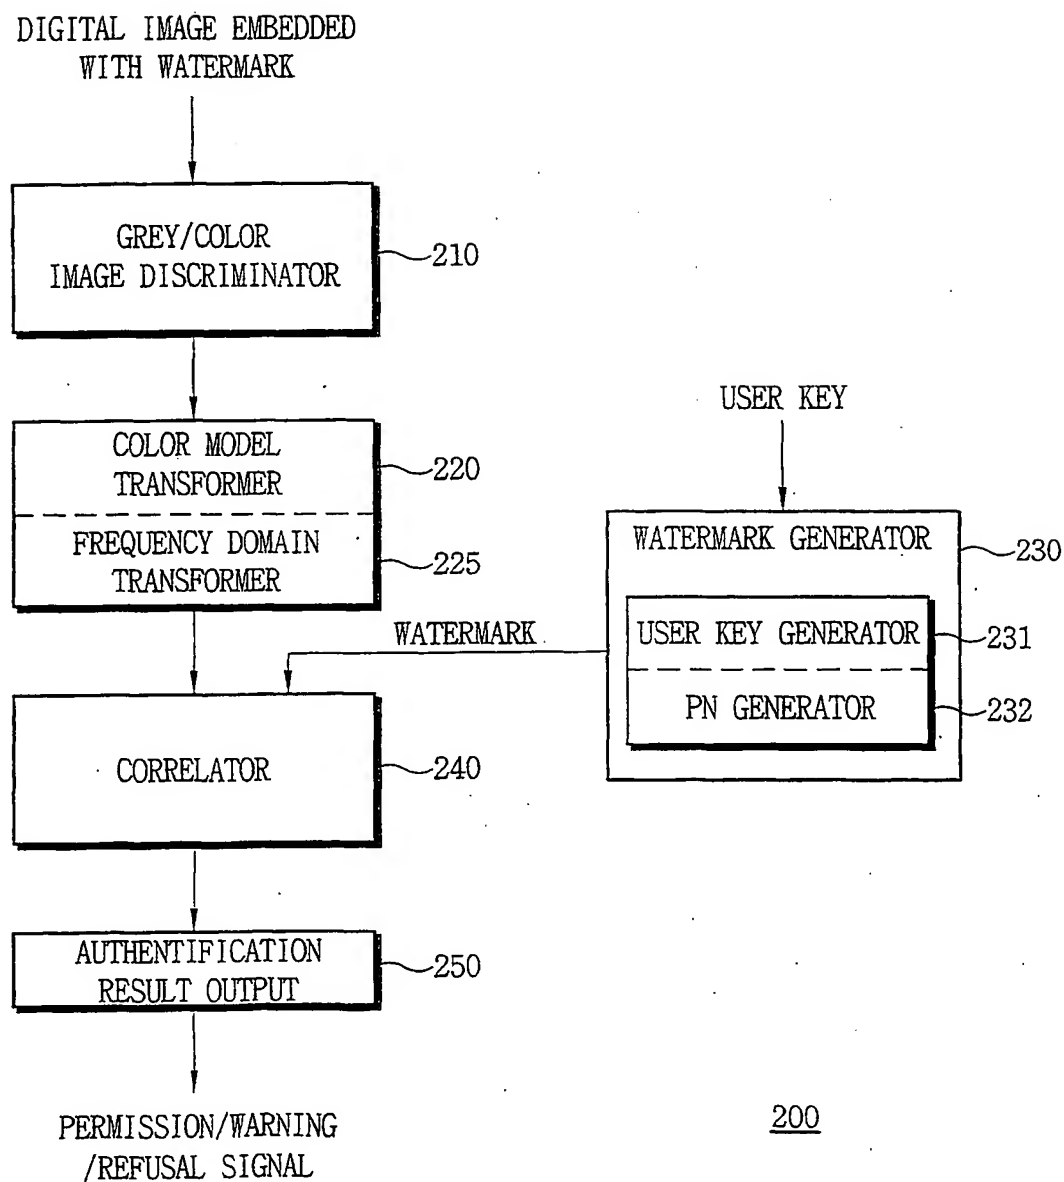 DIGITAL IMAGE EMBEDDED
WITH WATERMARK
GREY/COLOR
IMAGE DISCRIMINATOR
210
COLOR MODEL
TRANSFORMER
220
FREQUENCY DOMAIN
TRANSFORMER
225
USER KEY
WATERMARK GENERATOR
230
USER KEY GENERATOR
231
PN GENERATOR
232
WATERMARK
CORRELATOR
240
AUTHENTIFICATION
RESULT OUTPUT
250
PERMISSION/WARNING
/REFUSAL SIGNAL
200